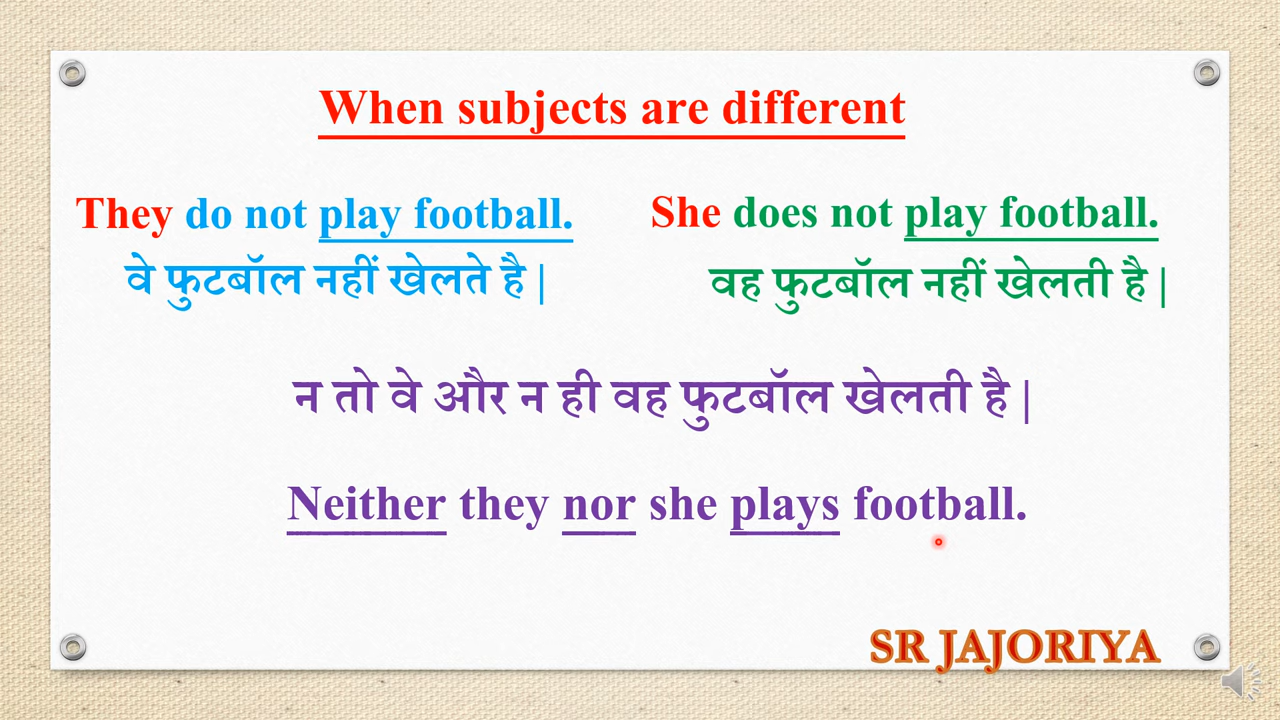 When subjects are different
They do not play football.
She does not play football.
वे फुटबॉल नहीं खेलते है |
वह फुटबॉल नहीं खेलती है |
न तो वे और न ही वह फुटबॉल खेलती है |
Neither they nor she plays football.
SR JAJORIYA